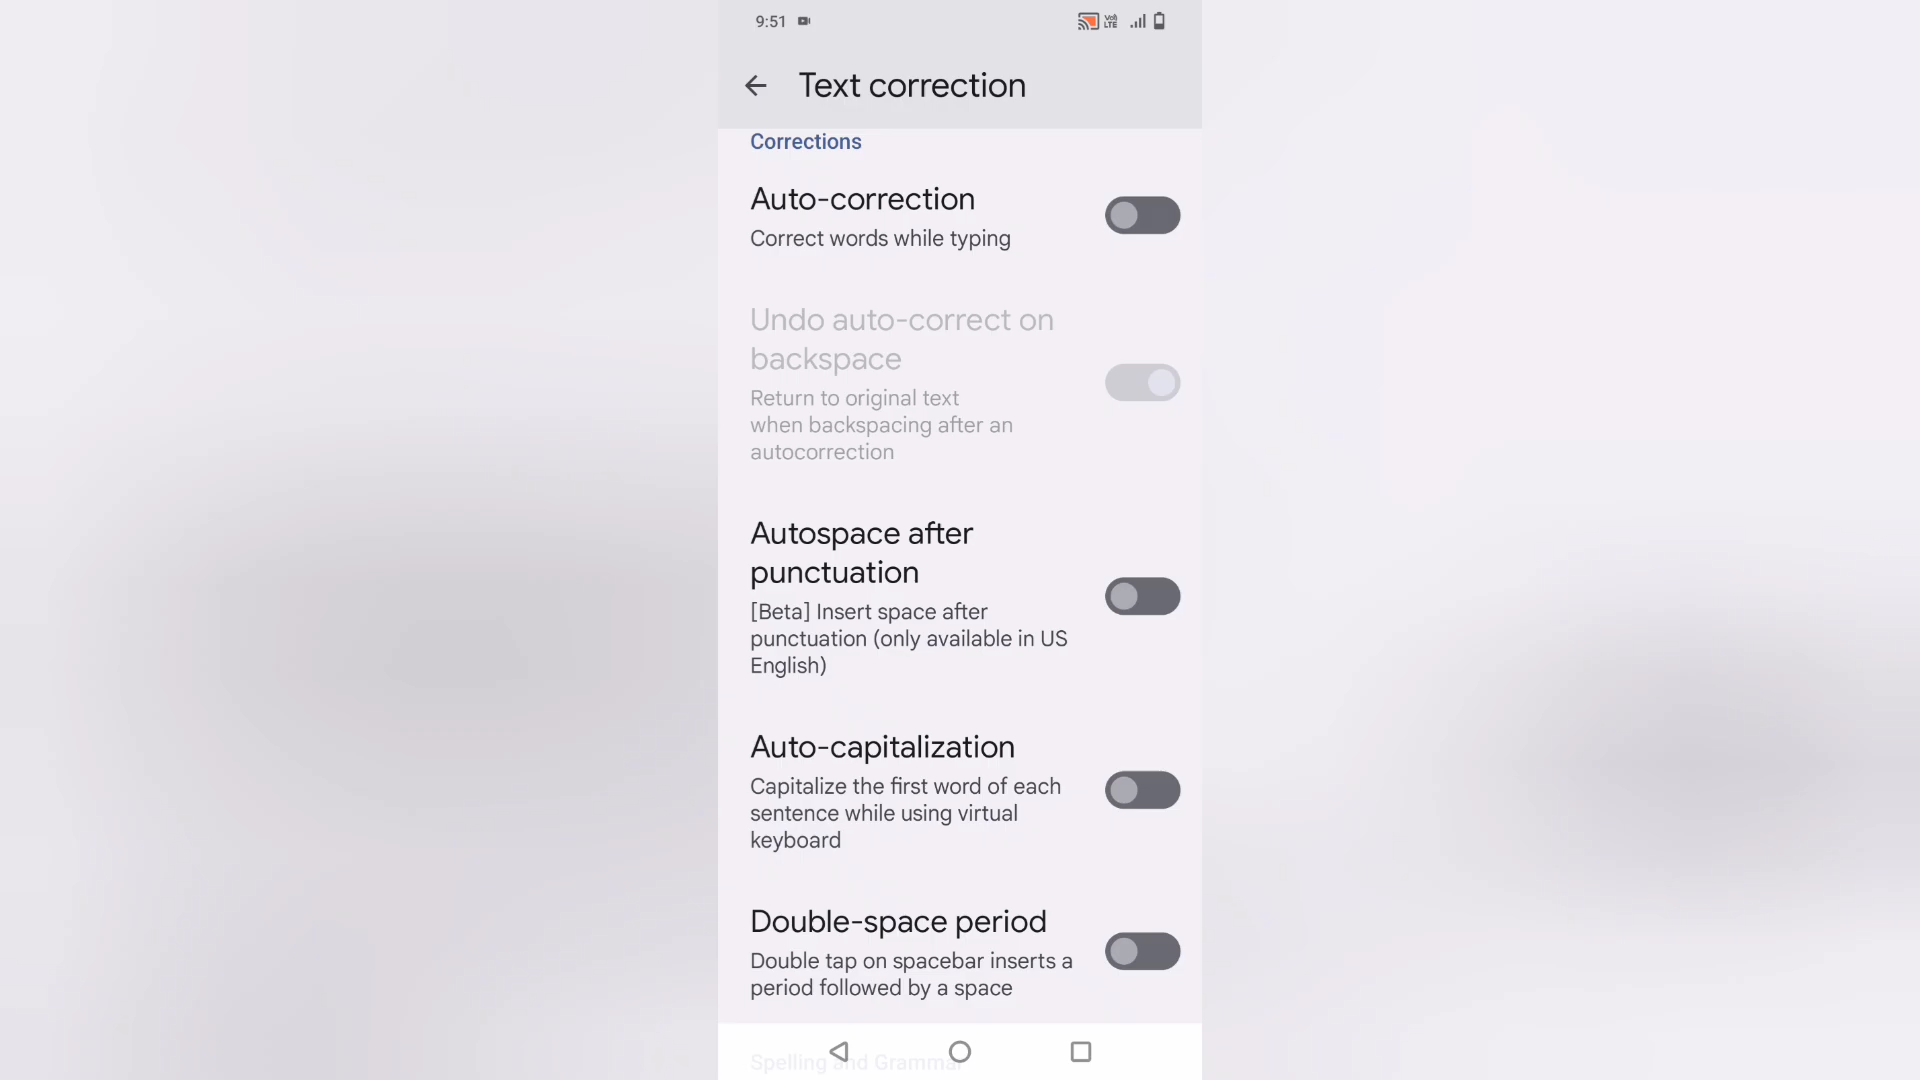 9:51
Vo) LTE
Text correction
Corrections
Auto-correction
Correct words while typing
Undo auto-correct on
backspace
Return to original text
when backspacing after an
autocorrection
Autospace after
punctuation
[Beta] Insert space after
punctuation (only available in US
English)
Auto-capitalization
Capitalize the first word of each
sentence while using virtual
keyboard
Double-space period
Double tap on spacebar inserts a
period followed by a space
Spelling and Grammar